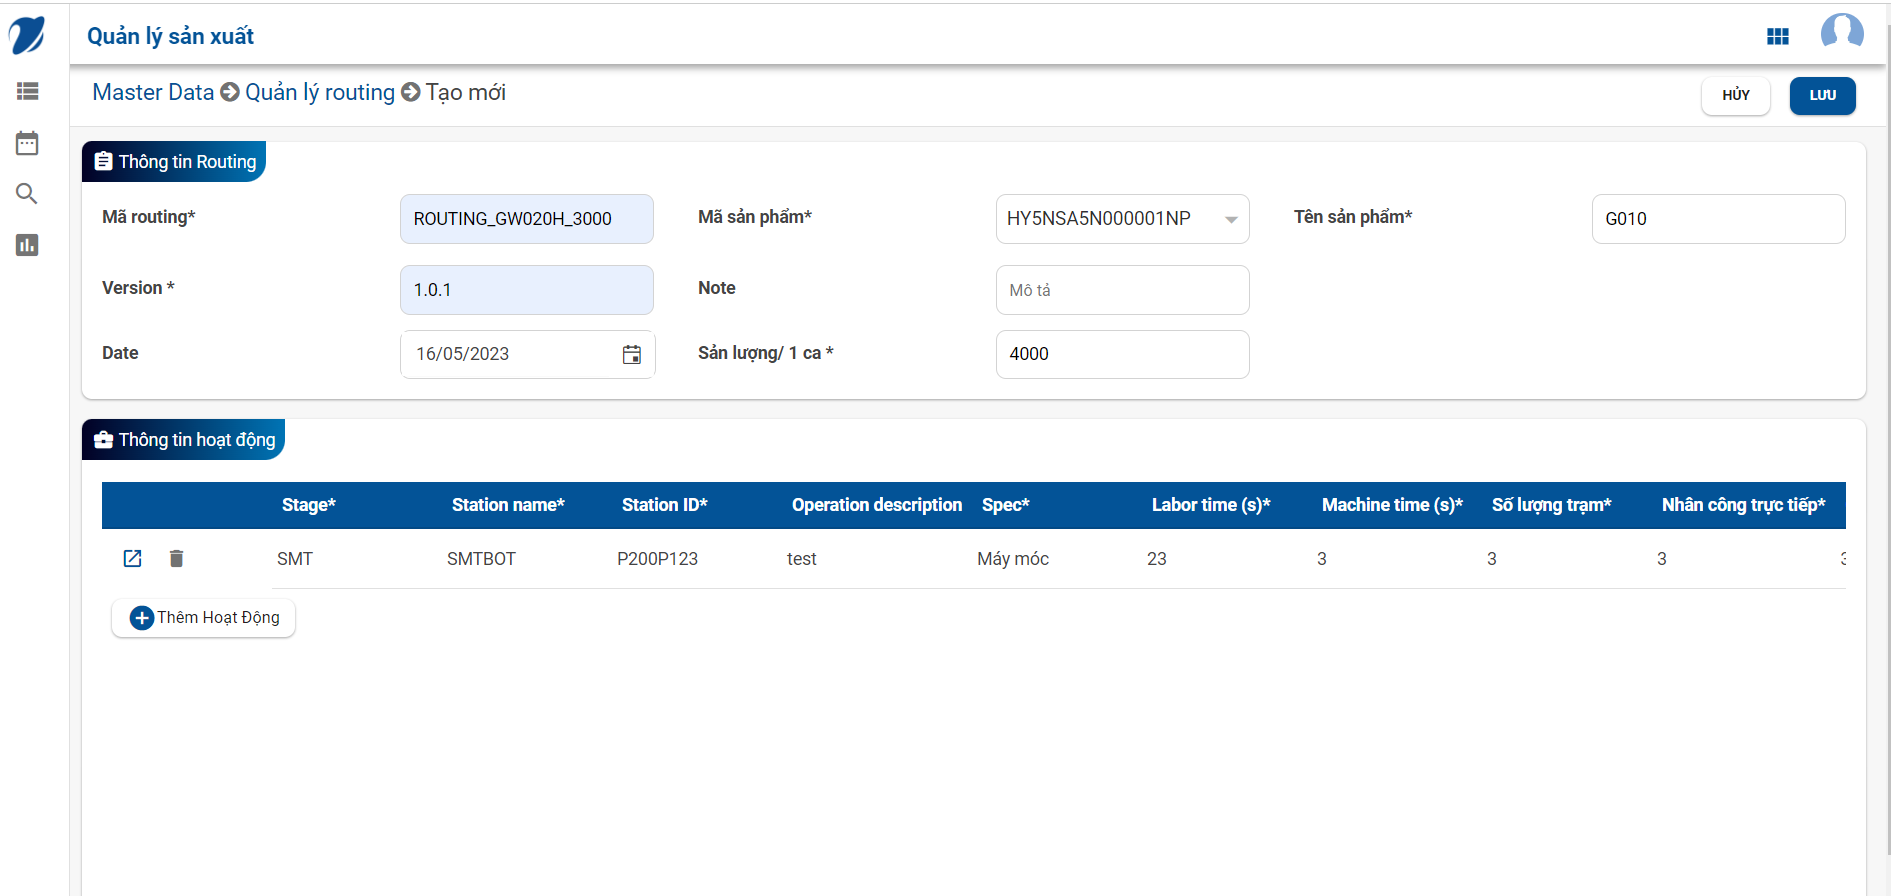 Quản lý sản xuất
Master Data Quản lý routing Tạo mới
HỦY
LƯU
Thông tin Routing
Mã routing* ROUTING_GW020H_3000 Mã sản phẩm* HY5NSA5N000001NP Tên sản phẩm* G010
Version * 1.0.1 Note Mô tả
Date 16/05/2023 Sản lượng/ 1 ca * 4000
Thông tin hoạt động
Stage* Station name* Station ID* Operation description Spec* Labor time (s)* Machine time (s)* Số lượng trạm* Nhân công trực tiếp*
SMT SMTBOT P200P123 test Máy móc 23 3 3 3
Thêm Hoạt Động